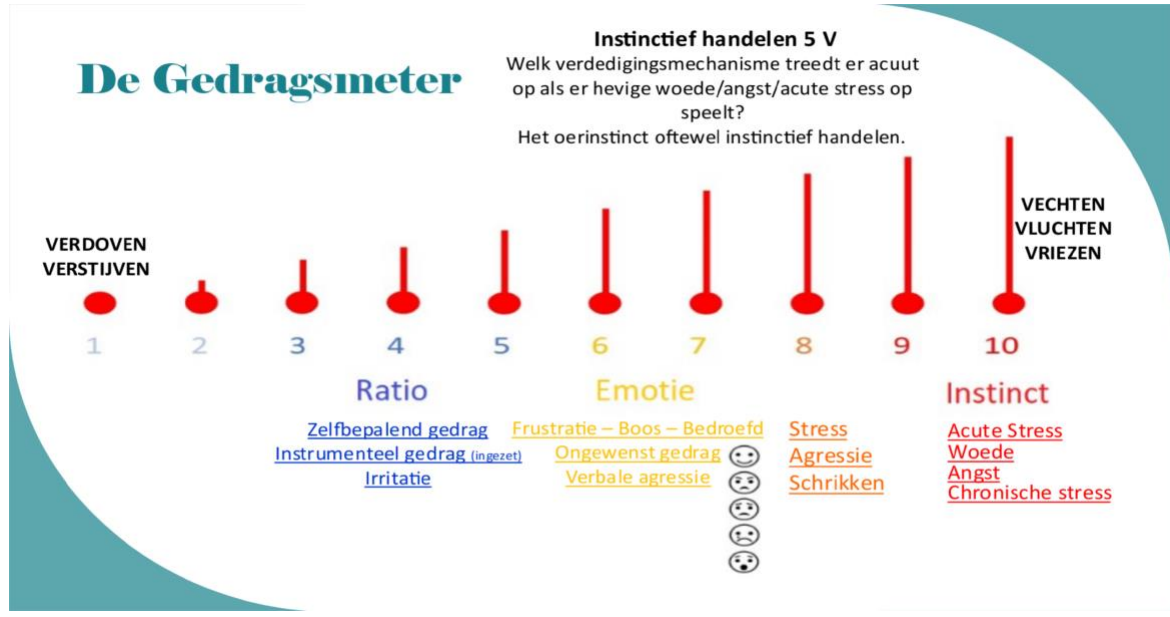 De Gedragsmeter
Instinctief handelen 5 V
Welk verdedigingsmechanisme treedt er acuut
op als er hevige woede/angst/acute stress op
speelt?
Het oerinstinct oftewel instinctief handelen.
VERDOVEN
VERSTIJVEN
VECHTEN
VLUCHTEN
VRIEZEN
1 2 3 4 5 6 7 8 9 10
Ratio
Zelfbepalend gedrag
Instrumenteel gedrag (ingezet)
Irritatie
Emotie
Frustratie – Boos – Bedroefd
Ongewenst gedrag
Verbale agressie
Stress
Agressie
Schrikken
Instinct
Acute Stress
Woede
Angst
Chronische stress